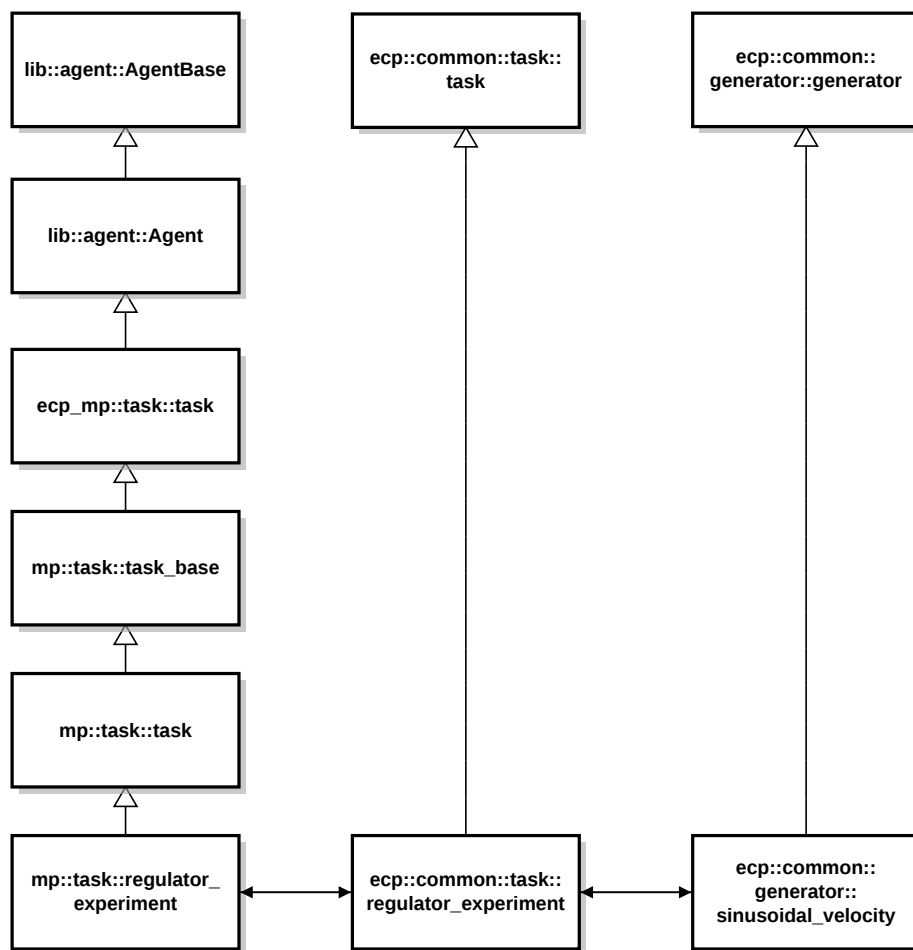 lib::agent::AgentBase
ecp::common::task::
task
ecp::common::
generator::generator
lib::agent::Agent
ecp_mp::task::task
mp::task::task_base
mp::task::task
mp::task::regulator_
experiment
ecp::common::task::
regulator_experiment
ecp::common::
generator::
sinusoidal_velocity